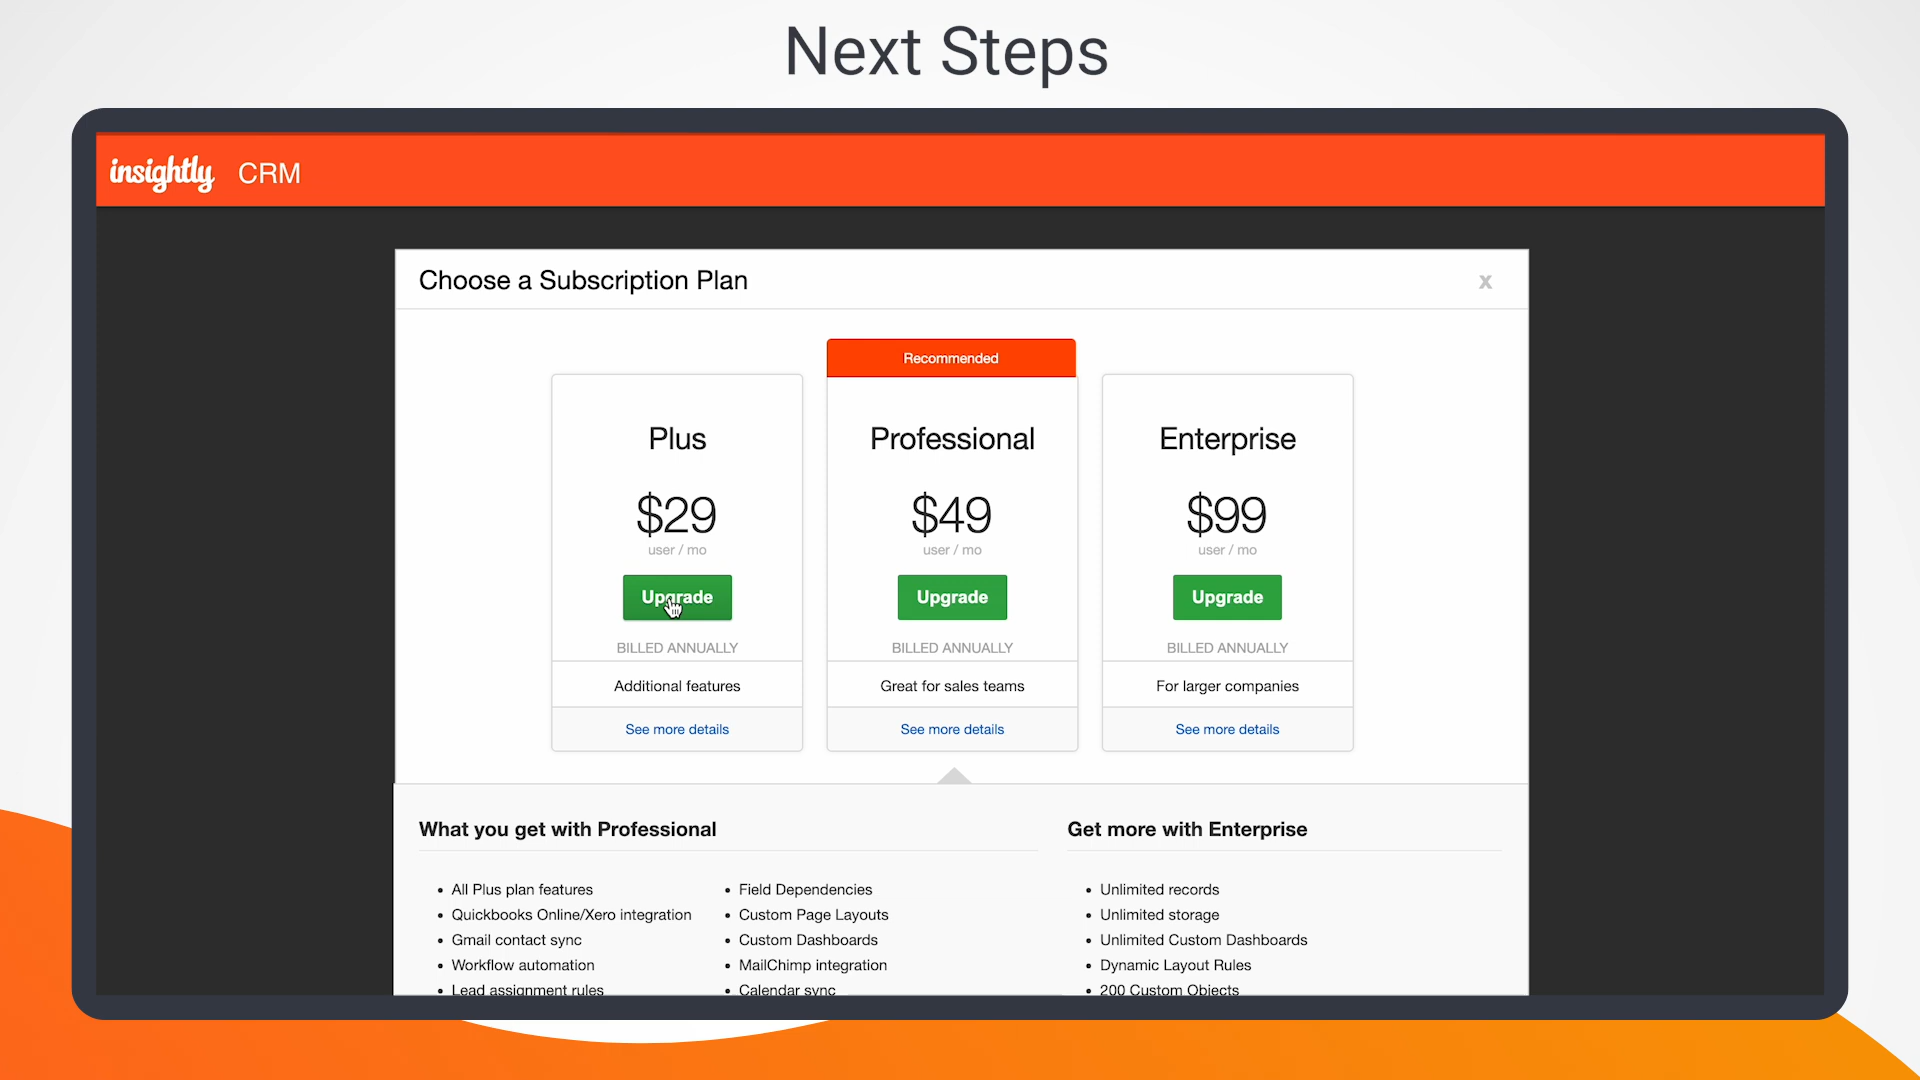 Next Steps
insightly CRM
Choose a Subscription Plan
x
Recommended
Plus
$29
user / mo
Upgrade
BILLED ANNUALLY
Additional features
See more details
Professional
$49
user / mo
Upgrade
BILLED ANNUALLY
Great for sales teams
See more details
Enterprise
$99
user / mo
Upgrade
BILLED ANNUALLY
For larger companies
See more details
What you get with Professional
• All Plus plan features
• Quickbooks Online/Xero integration
• Gmail contact sync
• Workflow automation
• Lead assignment rules
• Field Dependencies
• Custom Page Layouts
• Custom Dashboards
• MailChimp integration
• Calendar sync
Get more with Enterprise
• Unlimited records
• Unlimited storage
• Unlimited Custom Dashboards
• Dynamic Layout Rules
• 200 Custom Objects